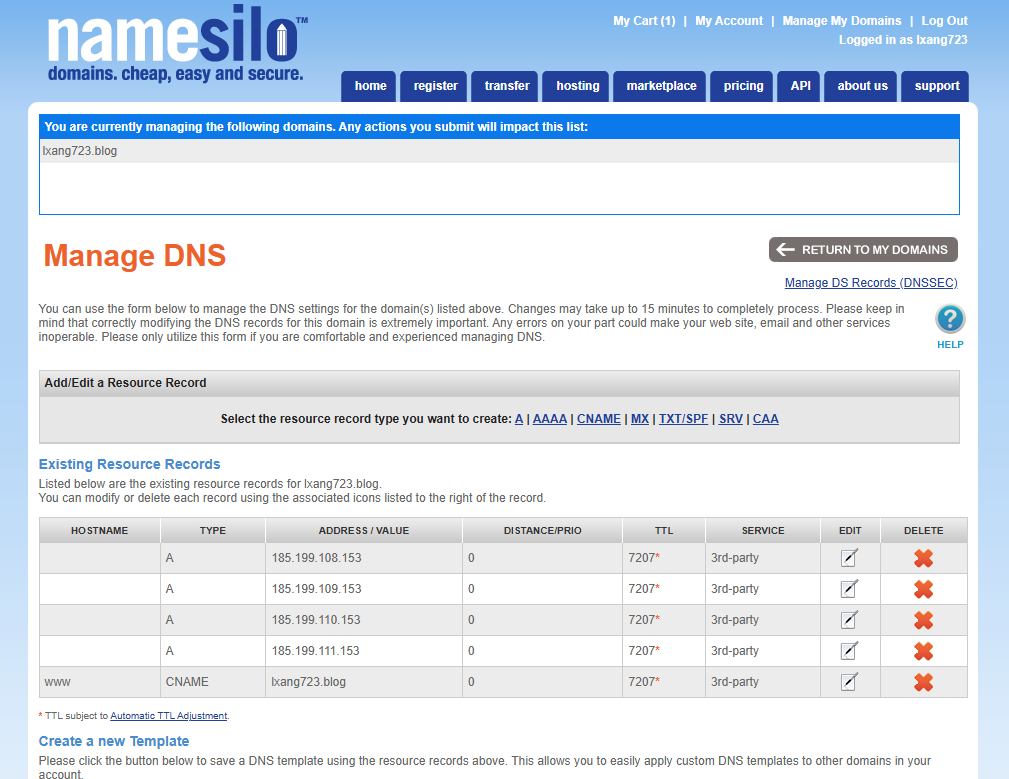 namesilo™
domains. cheap, easy and secure.
My Cart (1) | My Account | Manage My Domains | Log Out
Logged in as lxang723
home register transfer hosting marketplace pricing API about us support
You are currently managing the following domains. Any actions you submit will impact this list:
lxang723.blog
Manage DNS
RETURN TO MY DOMAINS
Manage DS Records (DNSSEC)
You can use the form below to manage the DNS settings for the domain(s) listed above. Changes may take up to 15 minutes to completely process. Please keep in
mind that correctly modifying the DNS records for this domain is extremely important. Any errors on your part could make your web site, email and other services
inoperable. Please only utilize this form if you are comfortable and experienced managing DNS.
?
HELP
Add/Edit a Resource Record
Select the resource record type you want to create: A | AAAA | CNAME | MX | TXT/SPF | SRV | CAA
Existing Resource Records
Listed below are the existing resource records for lxang723.blog.
You can modify or delete each record using the associated icons listed to the right of the record.
HOSTNAME TYPE ADDRESS / VALUE DISTANCE/PRIO TTL SERVICE EDIT DELETE
A 185.199.108.153 0 7207* 3rd-party
A 185.199.109.153 0 7207* 3rd-party
A 185.199.110.153 0 7207* 3rd-party
A 185.199.111.153 0 7207* 3rd-party
www CNAME lxang723.blog 0 7207* 3rd-party
* TTL subject to Automatic TTL Adjustment.
Create a new Template
Please click the button below to save a DNS template using the resource records above. This allows you to easily apply custom DNS templates to other domains in your
account.